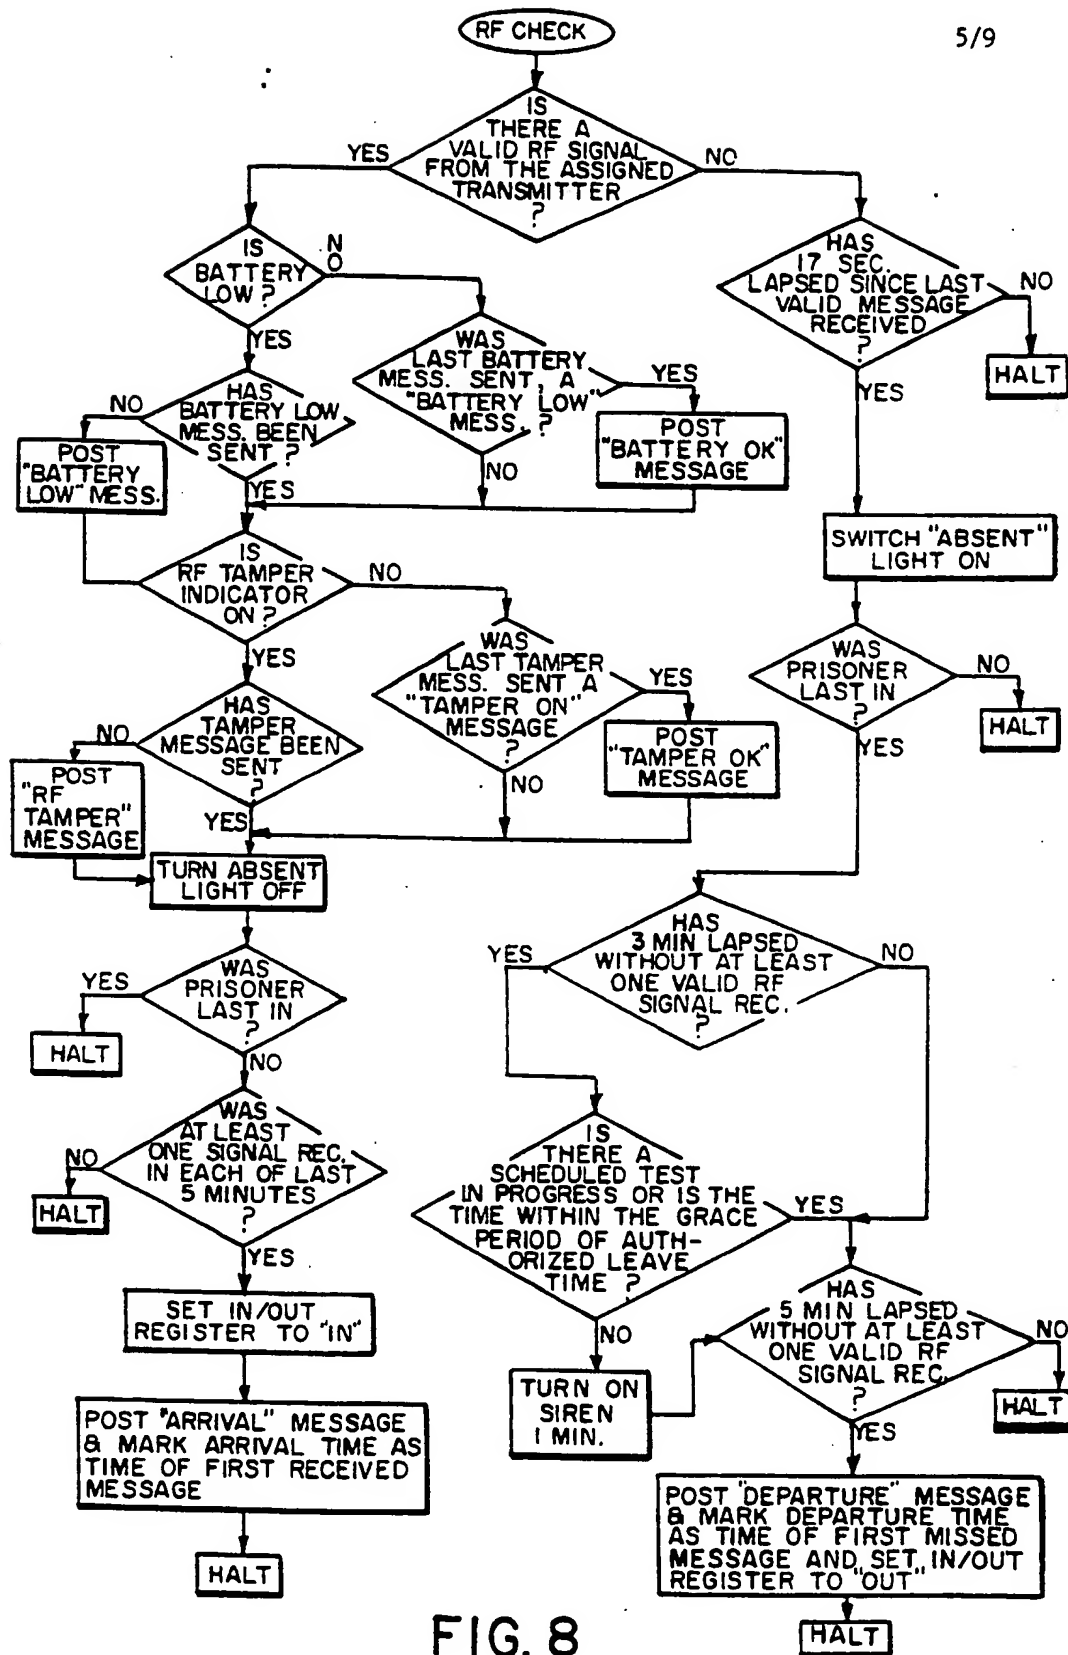 RF CHECK
5/9
IS
THERE A
VALID RF SIGNAL
FROM THE ASSIGNED
TRANSMITTER
?
YES
NO
IS
BATTERY
LOW ?
N
O
YES
HAS
17 SEC.
LAPSED SINCE LAST
VALID MESSAGE
RECEIVED
?
NO
HALT
YES
WAS
LAST BATTERY
MESS. SENT, A
"BATTERY LOW"
MESS. ?
YES
NO
HAS
BATTERY LOW
MESS. BEEN
SENT ?
NO
YES
POST
"BATTERY
LOW" MESS.
POST
"BATTERY OK"
MESSAGE
SWITCH "ABSENT"
LIGHT ON
IS
RF TAMPER
INDICATOR
ON ?
NO
YES
WAS
LAST TAMPER
MESS. SENT A
"TAMPER ON"
MESSAGE
?
YES
NO
WAS
PRISONER
LAST IN
?
NO
HALT
YES
HAS
TAMPER
MESSAGE BEEN
SENT
?
NO
YES
POST
"RF
TAMPER"
MESSAGE
POST
"TAMPER OK"
MESSAGE
TURN ABSENT
LIGHT OFF
HAS
3 MIN LAPSED
WITHOUT AT LEAST
ONE VALID RF
SIGNAL REC.
?
YES
NO
WAS
PRISONER
LAST IN
?
YES
HALT
NO
WAS
AT LEAST
ONE SIGNAL REC.
IN EACH OF LAST
5 MINUTES
?
NO
HALT
YES
IS
THERE A
SCHEDULED TEST
IN PROGRESS OR IS THE
TIME WITHIN THE GRACE
PERIOD OF AUTH-
ORIZED LEAVE
TIME ?
YES
NO
SET IN/OUT
REGISTER TO "IN"
HAS
5 MIN LAPSED
WITHOUT AT LEAST
ONE VALID RF
SIGNAL REC.
?
NO
HALT
YES
TURN ON
SIREN
1 MIN.
POST "ARRIVAL" MESSAGE
& MARK ARRIVAL TIME AS
TIME OF FIRST RECEIVED
MESSAGE
HALT
POST "DEPARTURE" MESSAGE
& MARK DEPARTURE TIME
AS TIME OF FIRST MISSED
MESSAGE AND SET IN/OUT
REGISTER TO "OUT"
HALT
FIG. 8